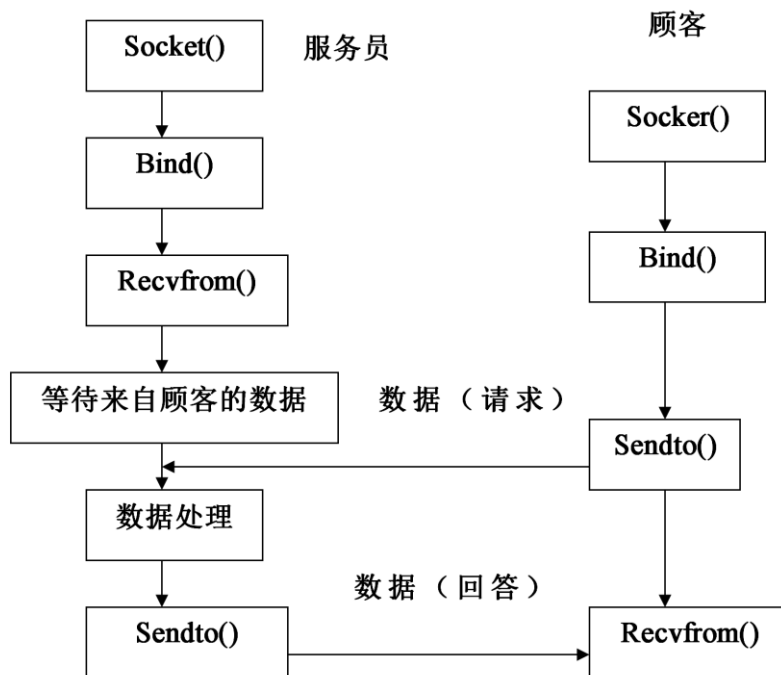 Socket()
服务员
顾客
Socker()
Bind()
Bind()
Recvfrom()
等待来自顾客的数据
数据（请求）
Sendto()
数据处理
数据（回答）
Sendto()
Recvfrom()